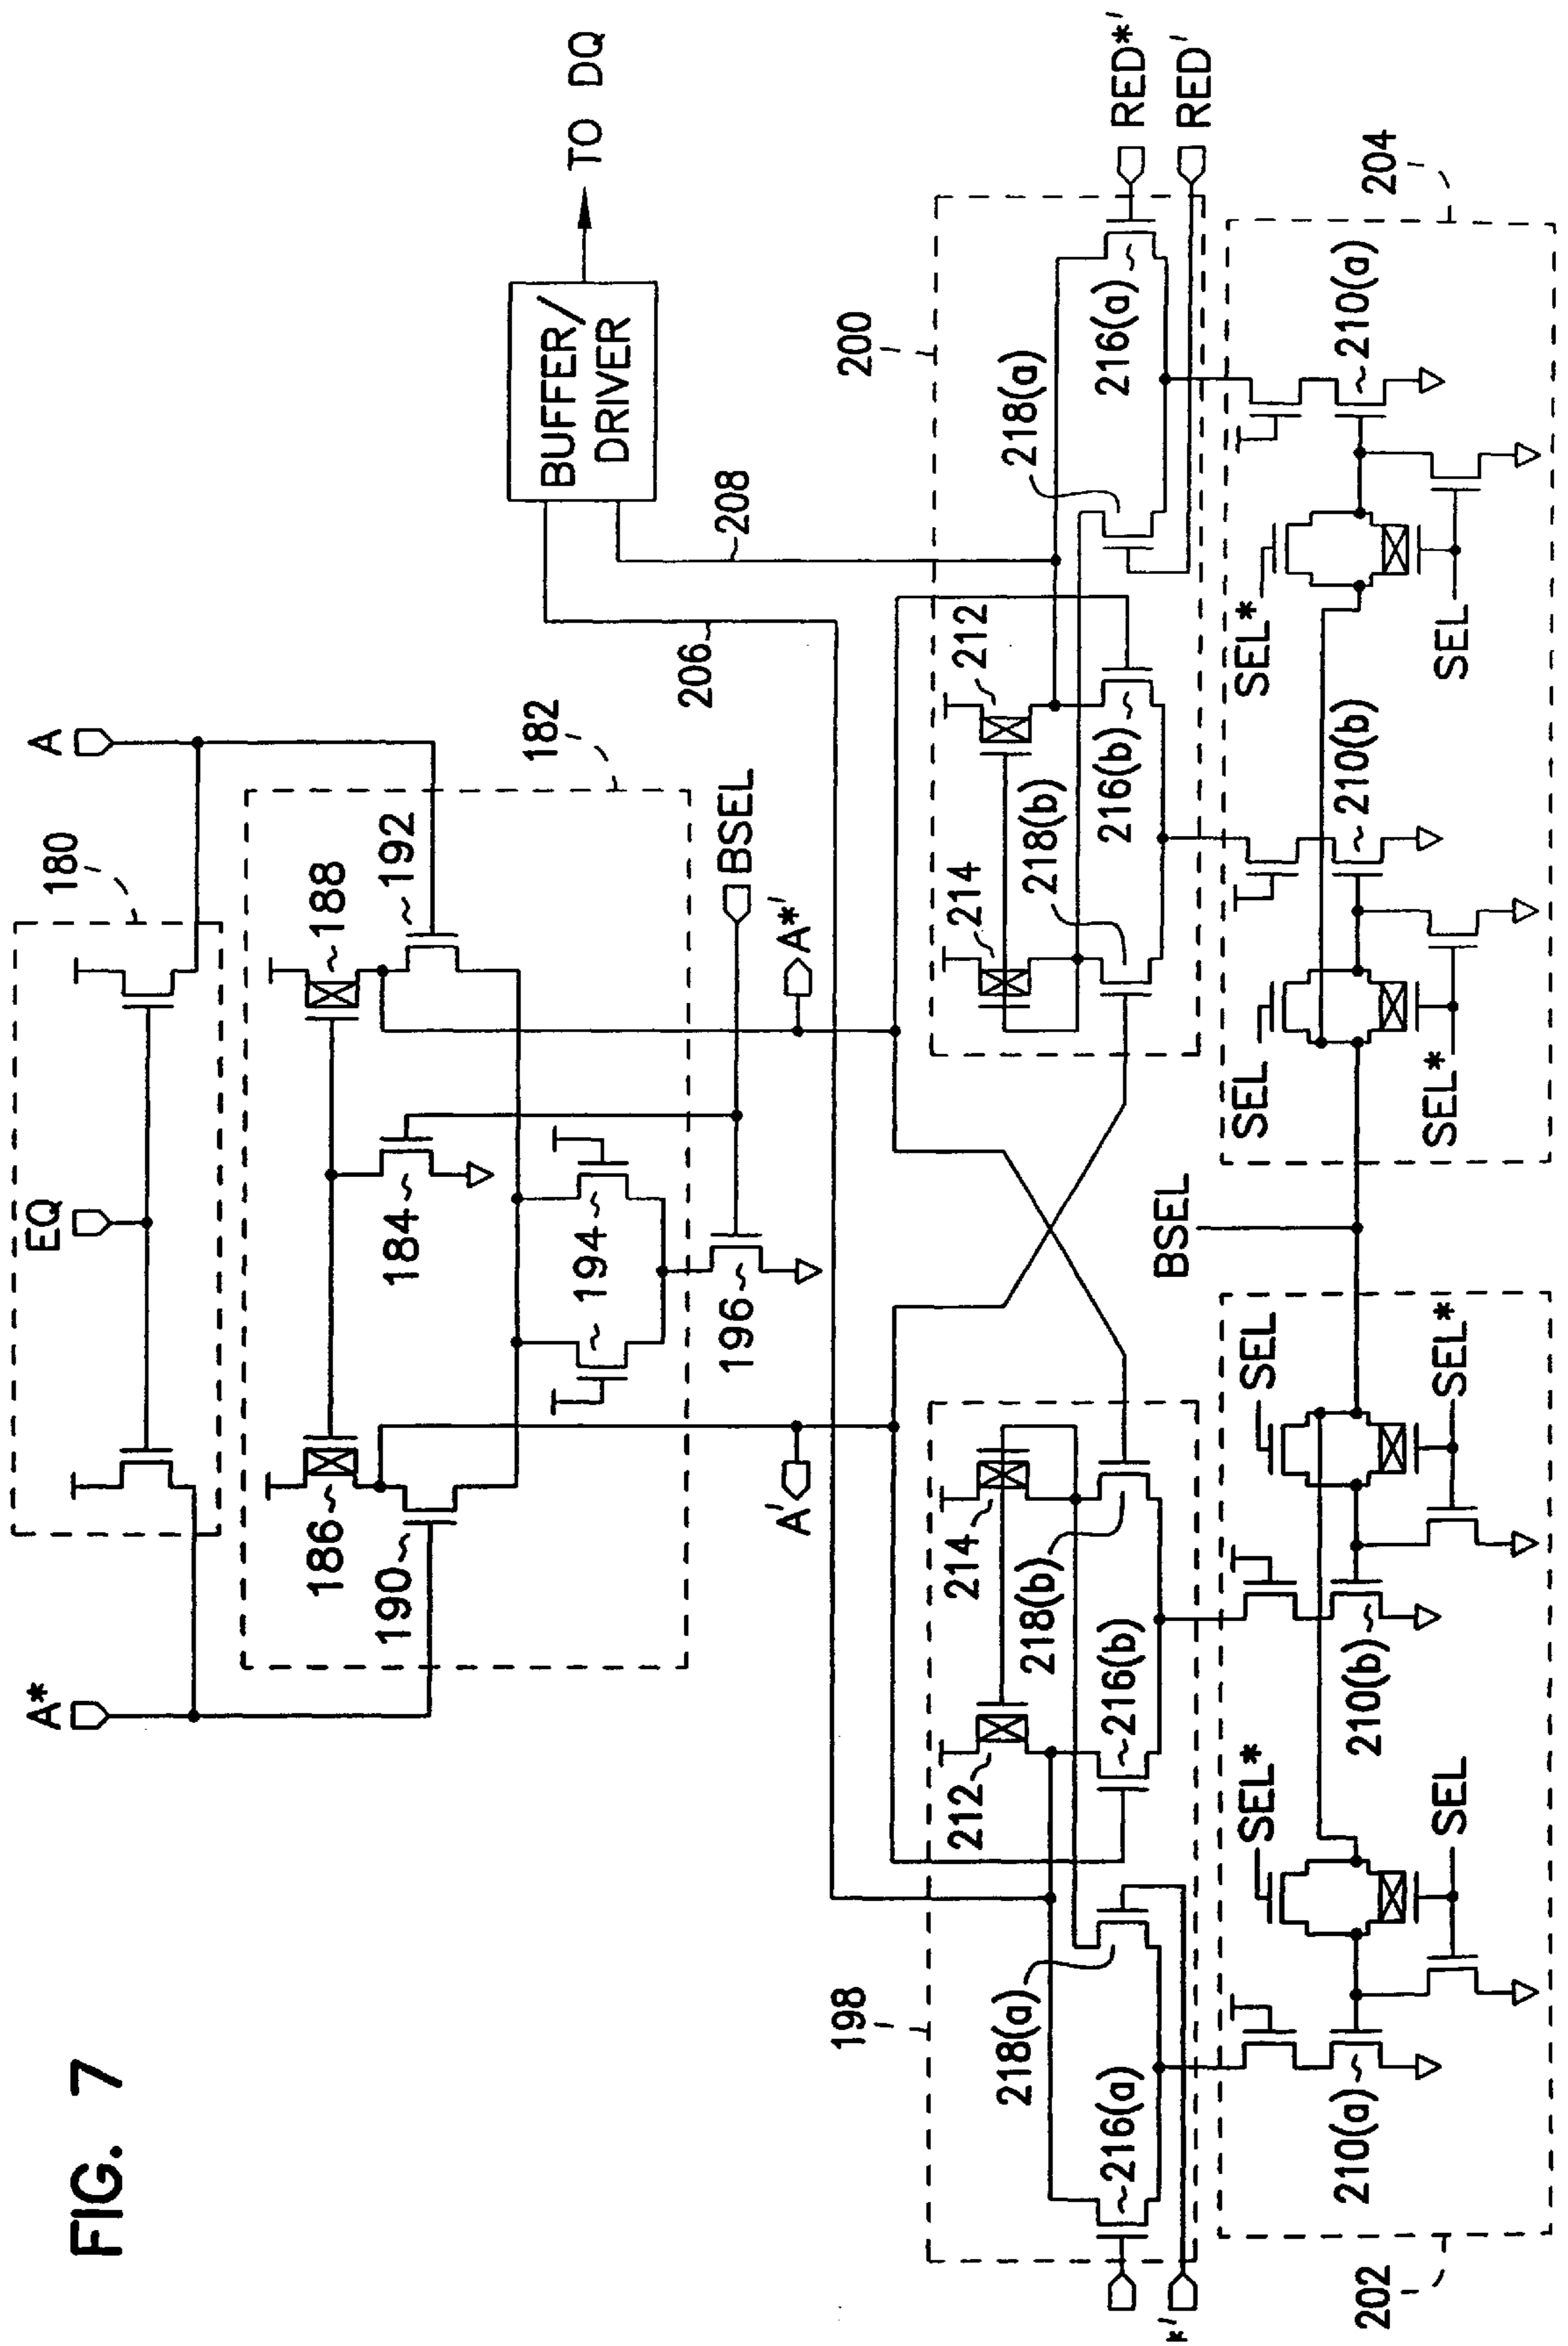 FIG. 7
A*
EQ
A
180
182
186
188
190
192
184
194
196
BSEL
A'
A*'
206
208
BUFFER/
DRIVER
TO DQ
198
200
212
214
214
212
218(a)
218(b)
218(b)
218(a)
216(a)
216(b)
216(b)
216(a)
RED*'
RED'
BSEL
202
204
SEL*
SEL
SEL
SEL*
210(a)
210(b)
210(b)
210(a)
SEL
SEL*
SEL*
SEL